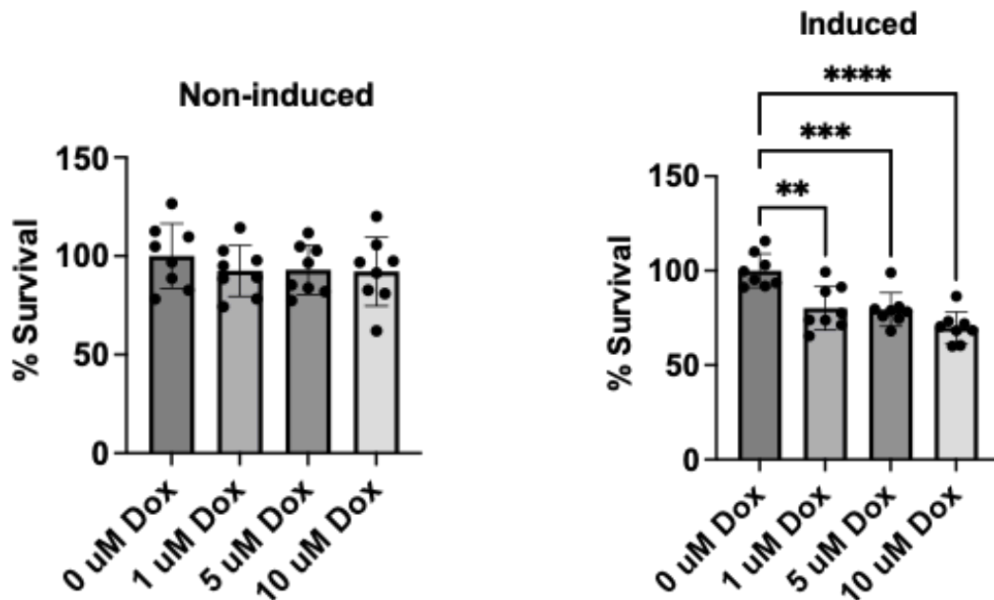 Non-induced
% Survival
150
100
50
0
0 uM Dox
1 uM Dox
5 uM Dox
10 uM Dox
Induced
****
***
**
% Survival
150
100
50
0
0 uM Dox
1 uM Dox
5 uM Dox
10 uM Dox